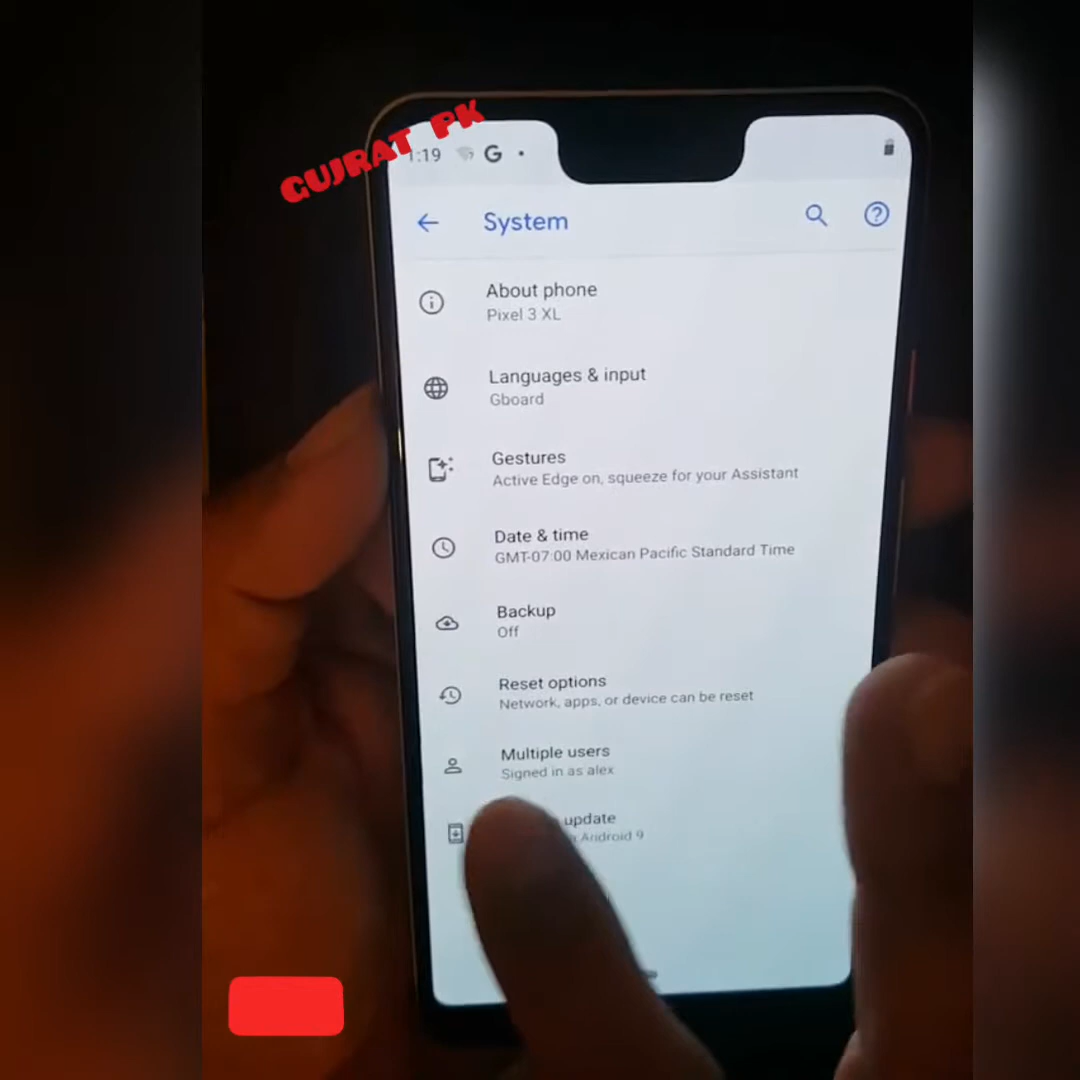 GUJRAT PK
:19 G
System
About phone
Pixel 3 XL
Languages & input
Gboard
Gestures
Active Edge on, squeeze for your Assistant
Date & time
GMT-07:00 Mexican Pacific Standard Time
Backup
Off
Reset options
Network, apps, or device can be reset
Multiple users
Signed in as alex
update
Android 9